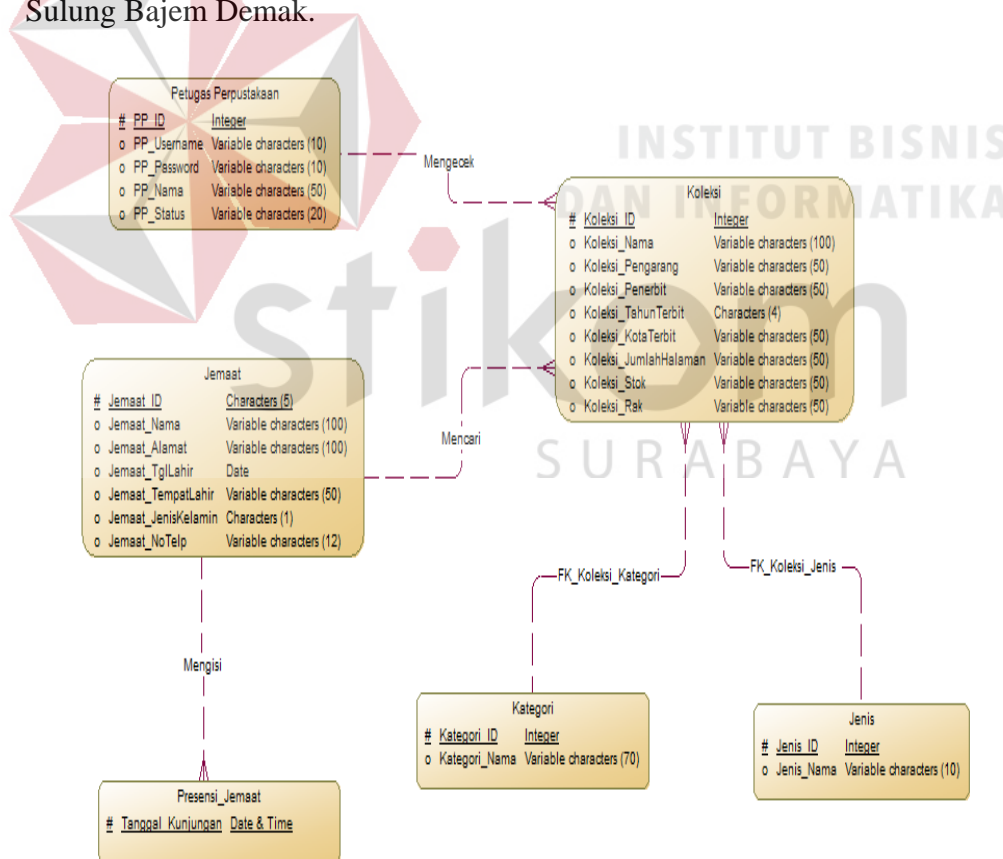 Sulung Bajem Demak.
INSTITUT BISNIS
DAN INFORMATIKA
stikom
SURABAYA
Petugas Perpustakaan
# PP_ID Integer
o PP_Username Variable characters (10)
o PP_Password Variable characters (10)
o PP_Nama Variable characters (50)
o PP_Status Variable characters (20)
Mengecek
Koleksi
# Koleksi_ID Integer
o Koleksi_Nama Variable characters (100)
o Koleksi_Pengarang Variable characters (50)
o Koleksi_Penerbit Variable characters (50)
o Koleksi_TahunTerbit Characters (4)
o Koleksi_KotaTerbit Variable characters (50)
o Koleksi_JumlahHalaman Variable characters (50)
o Koleksi_Stok Variable characters (50)
o Koleksi_Rak Variable characters (50)
Jemaat
# Jemaat_ID Characters (5)
o Jemaat_Nama Variable characters (100)
o Jemaat_Alamat Variable characters (100)
o Jemaat_TglLahir Date
o Jemaat_TempatLahir Variable characters (50)
o Jemaat_JenisKelamin Characters (1)
o Jemaat_NoTelp Variable characters (12)
Mencari
FK_Koleksi_Kategori
FK_Koleksi_Jenis
Mengisi
Kategori
# Kategori_ID Integer
o Kategori_Nama Variable characters (70)
Jenis
# Jenis_ID Integer
o Jenis_Nama Variable characters (10)
Presensi_Jemaat
# Tanggal_Kunjungan Date & Time